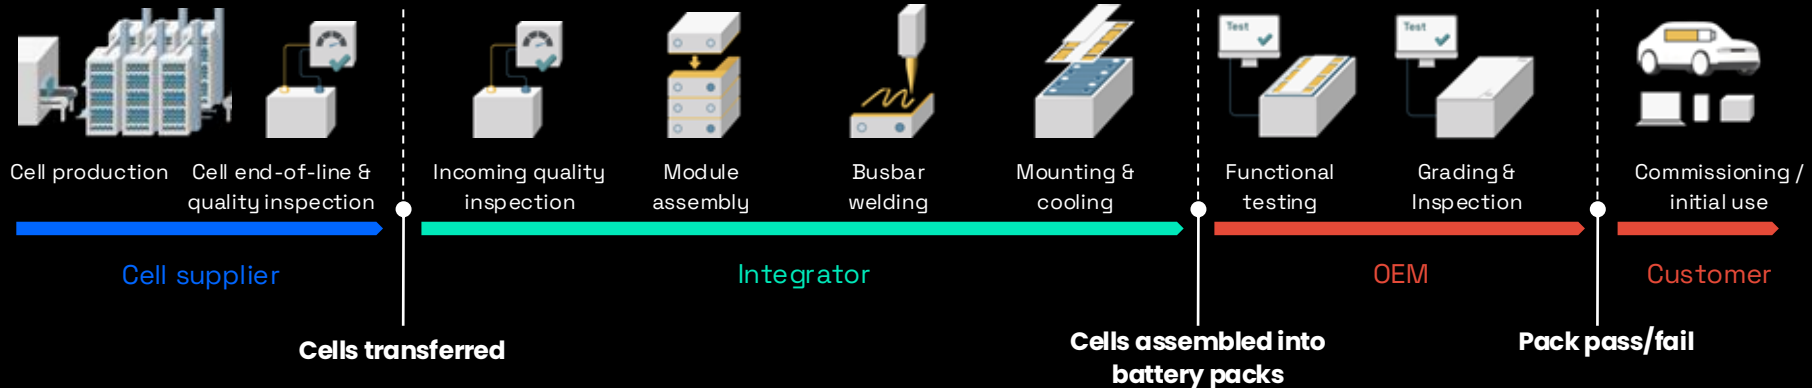 Test
Test
Cell production
Cell end-of-line &
quality inspection
Incoming quality
inspection
Module
assembly
Busbar
welding
Mounting &
cooling
Functional
testing
Grading &
Inspection
Commissioning /
initial use
Cell supplier
Integrator
OEM
Customer
Cells transferred
Cells assembled into
battery packs
Pack pass/fail